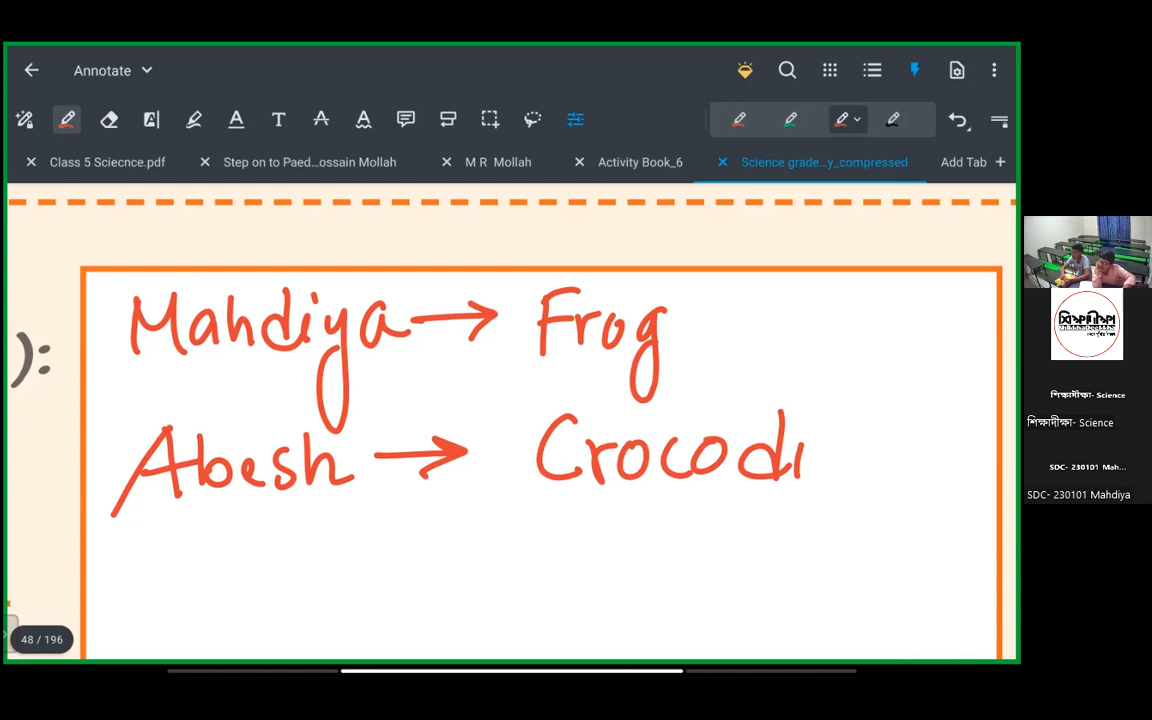 Annotate
Class 5 Sciecnce.pdf
Step on to Paed...ossain Mollah
M R Mollah
Activity Book_6
Science grade...y_compressed
Add Tab +
Mahdiya → Frog
):
Abesh → Crocodi
48 / 196
শিক্ষাদীক্ষা
শিক্ষাদীক্ষা- Science
শিক্ষাদীক্ষা- Science
SDC- 230101 Mah...
SDC- 230101 Mahdiya